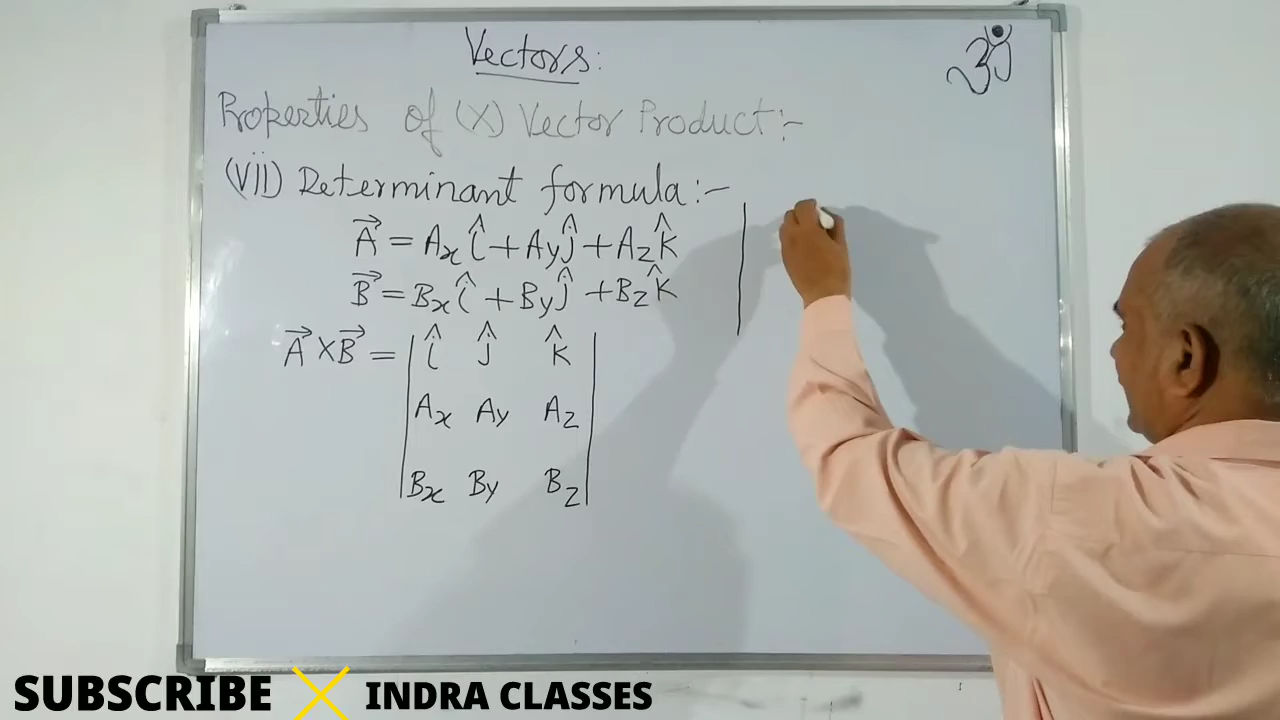 Vectors:
ॐ
Properties of (X) Vector Product:-
(vii) Determinant formula:-
A⃗ = Aₓ î + Ay ĵ + Az k̂
B⃗ = Bₓ î + By ĵ + Bz k̂
A⃗ × B⃗ = | î ĵ k̂ |
| Aₓ Ay Az |
| Bₓ By Bz |
SUBSCRIBE INDRA CLASSES